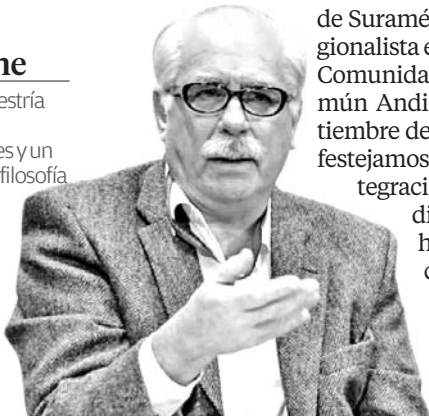 ne
estría
es y un
filosofía
de Suramé
gionalista e
Comunida
mún Andi
tiembre de
festejamos
tegraci
di
h